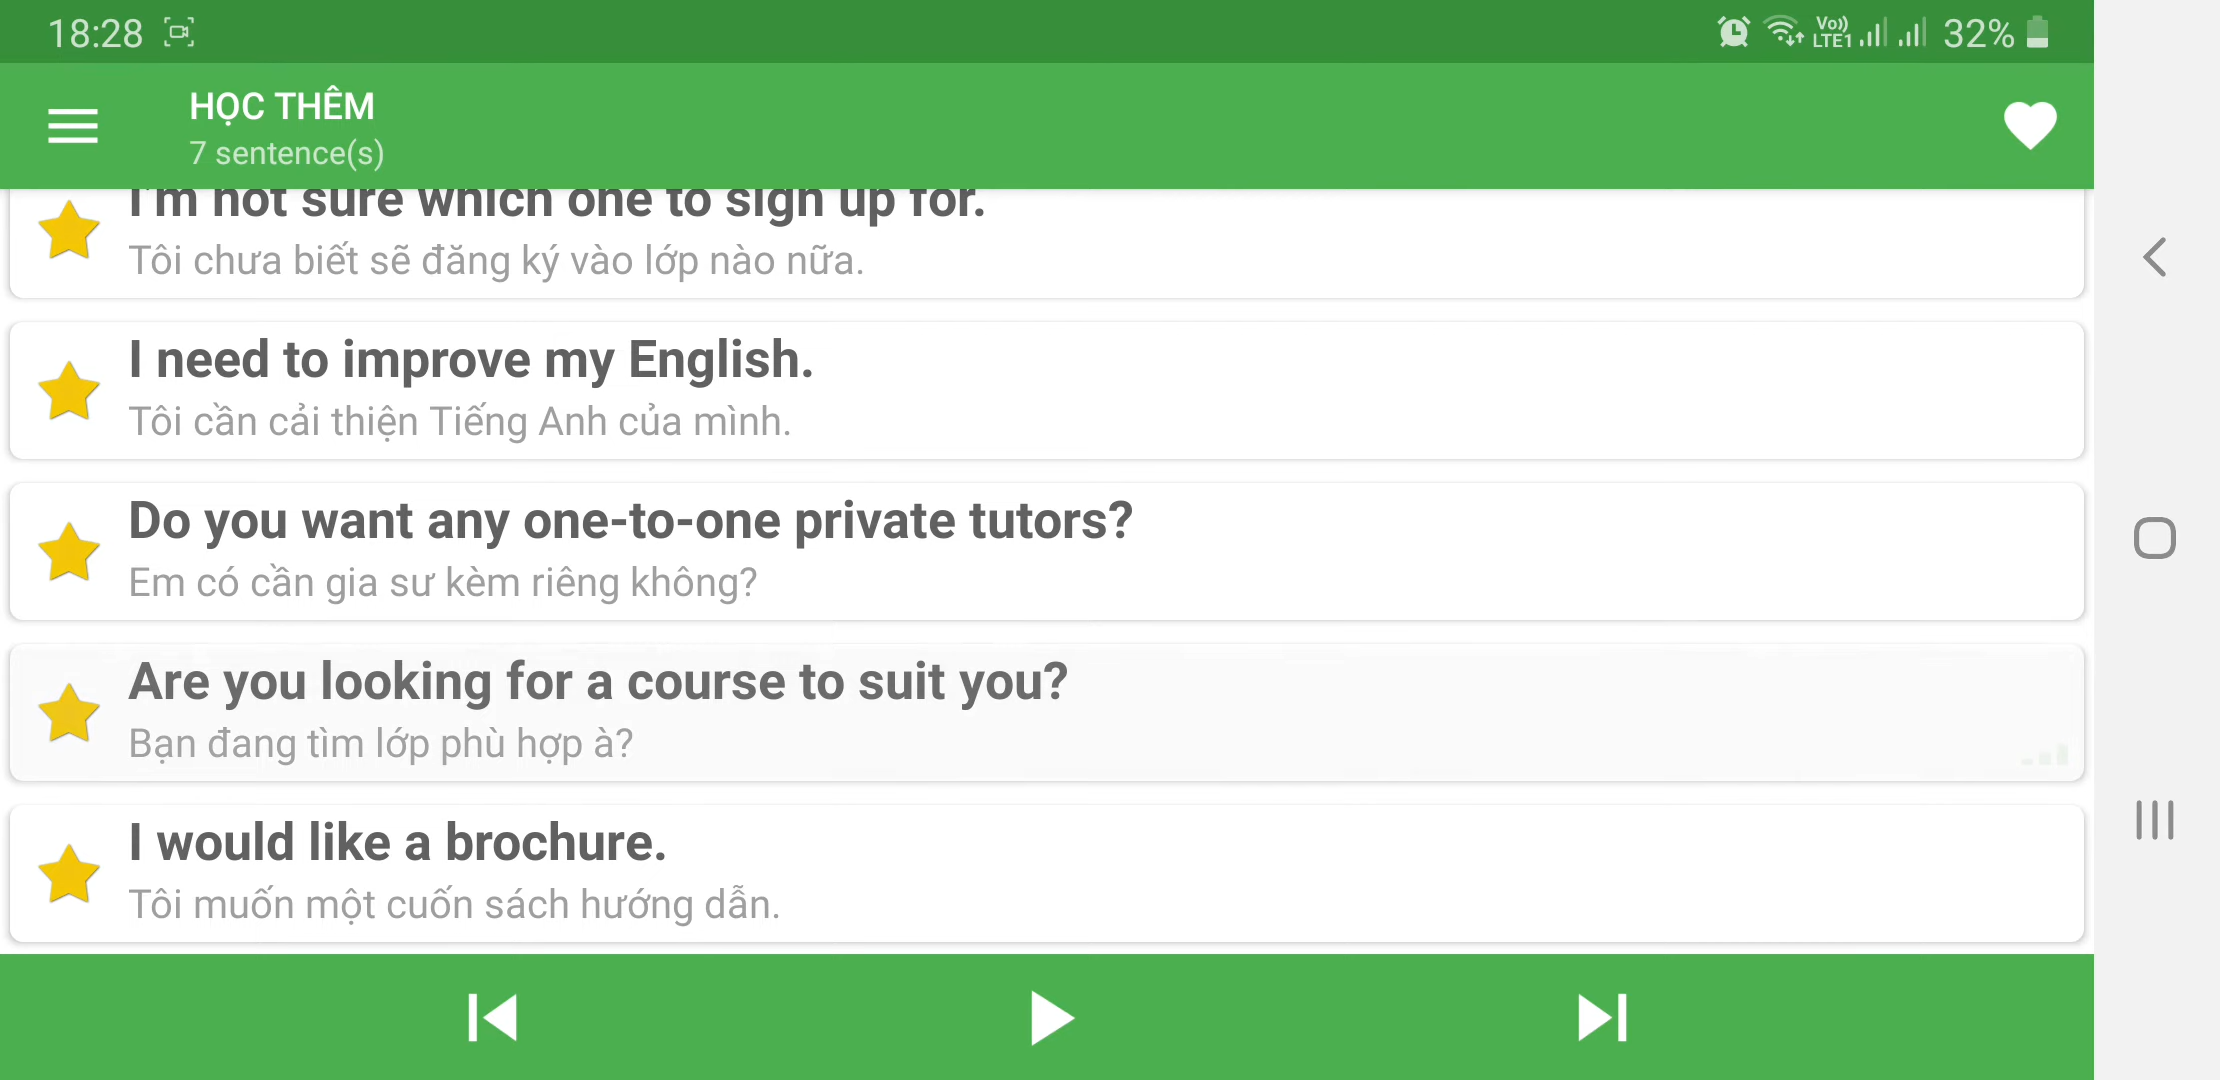 18:28
Vo)) LTE1
32%
HỌC THÊM
7 sentence(s)
I'm not sure which one to sign up for.
Tôi chưa biết sẽ đăng ký vào lớp nào nữa.
I need to improve my English.
Tôi cần cải thiện Tiếng Anh của mình.
Do you want any one-to-one private tutors?
Em có cần gia sư kèm riêng không?
Are you looking for a course to suit you?
Bạn đang tìm lớp phù hợp à?
I would like a brochure.
Tôi muốn một cuốn sách hướng dẫn.